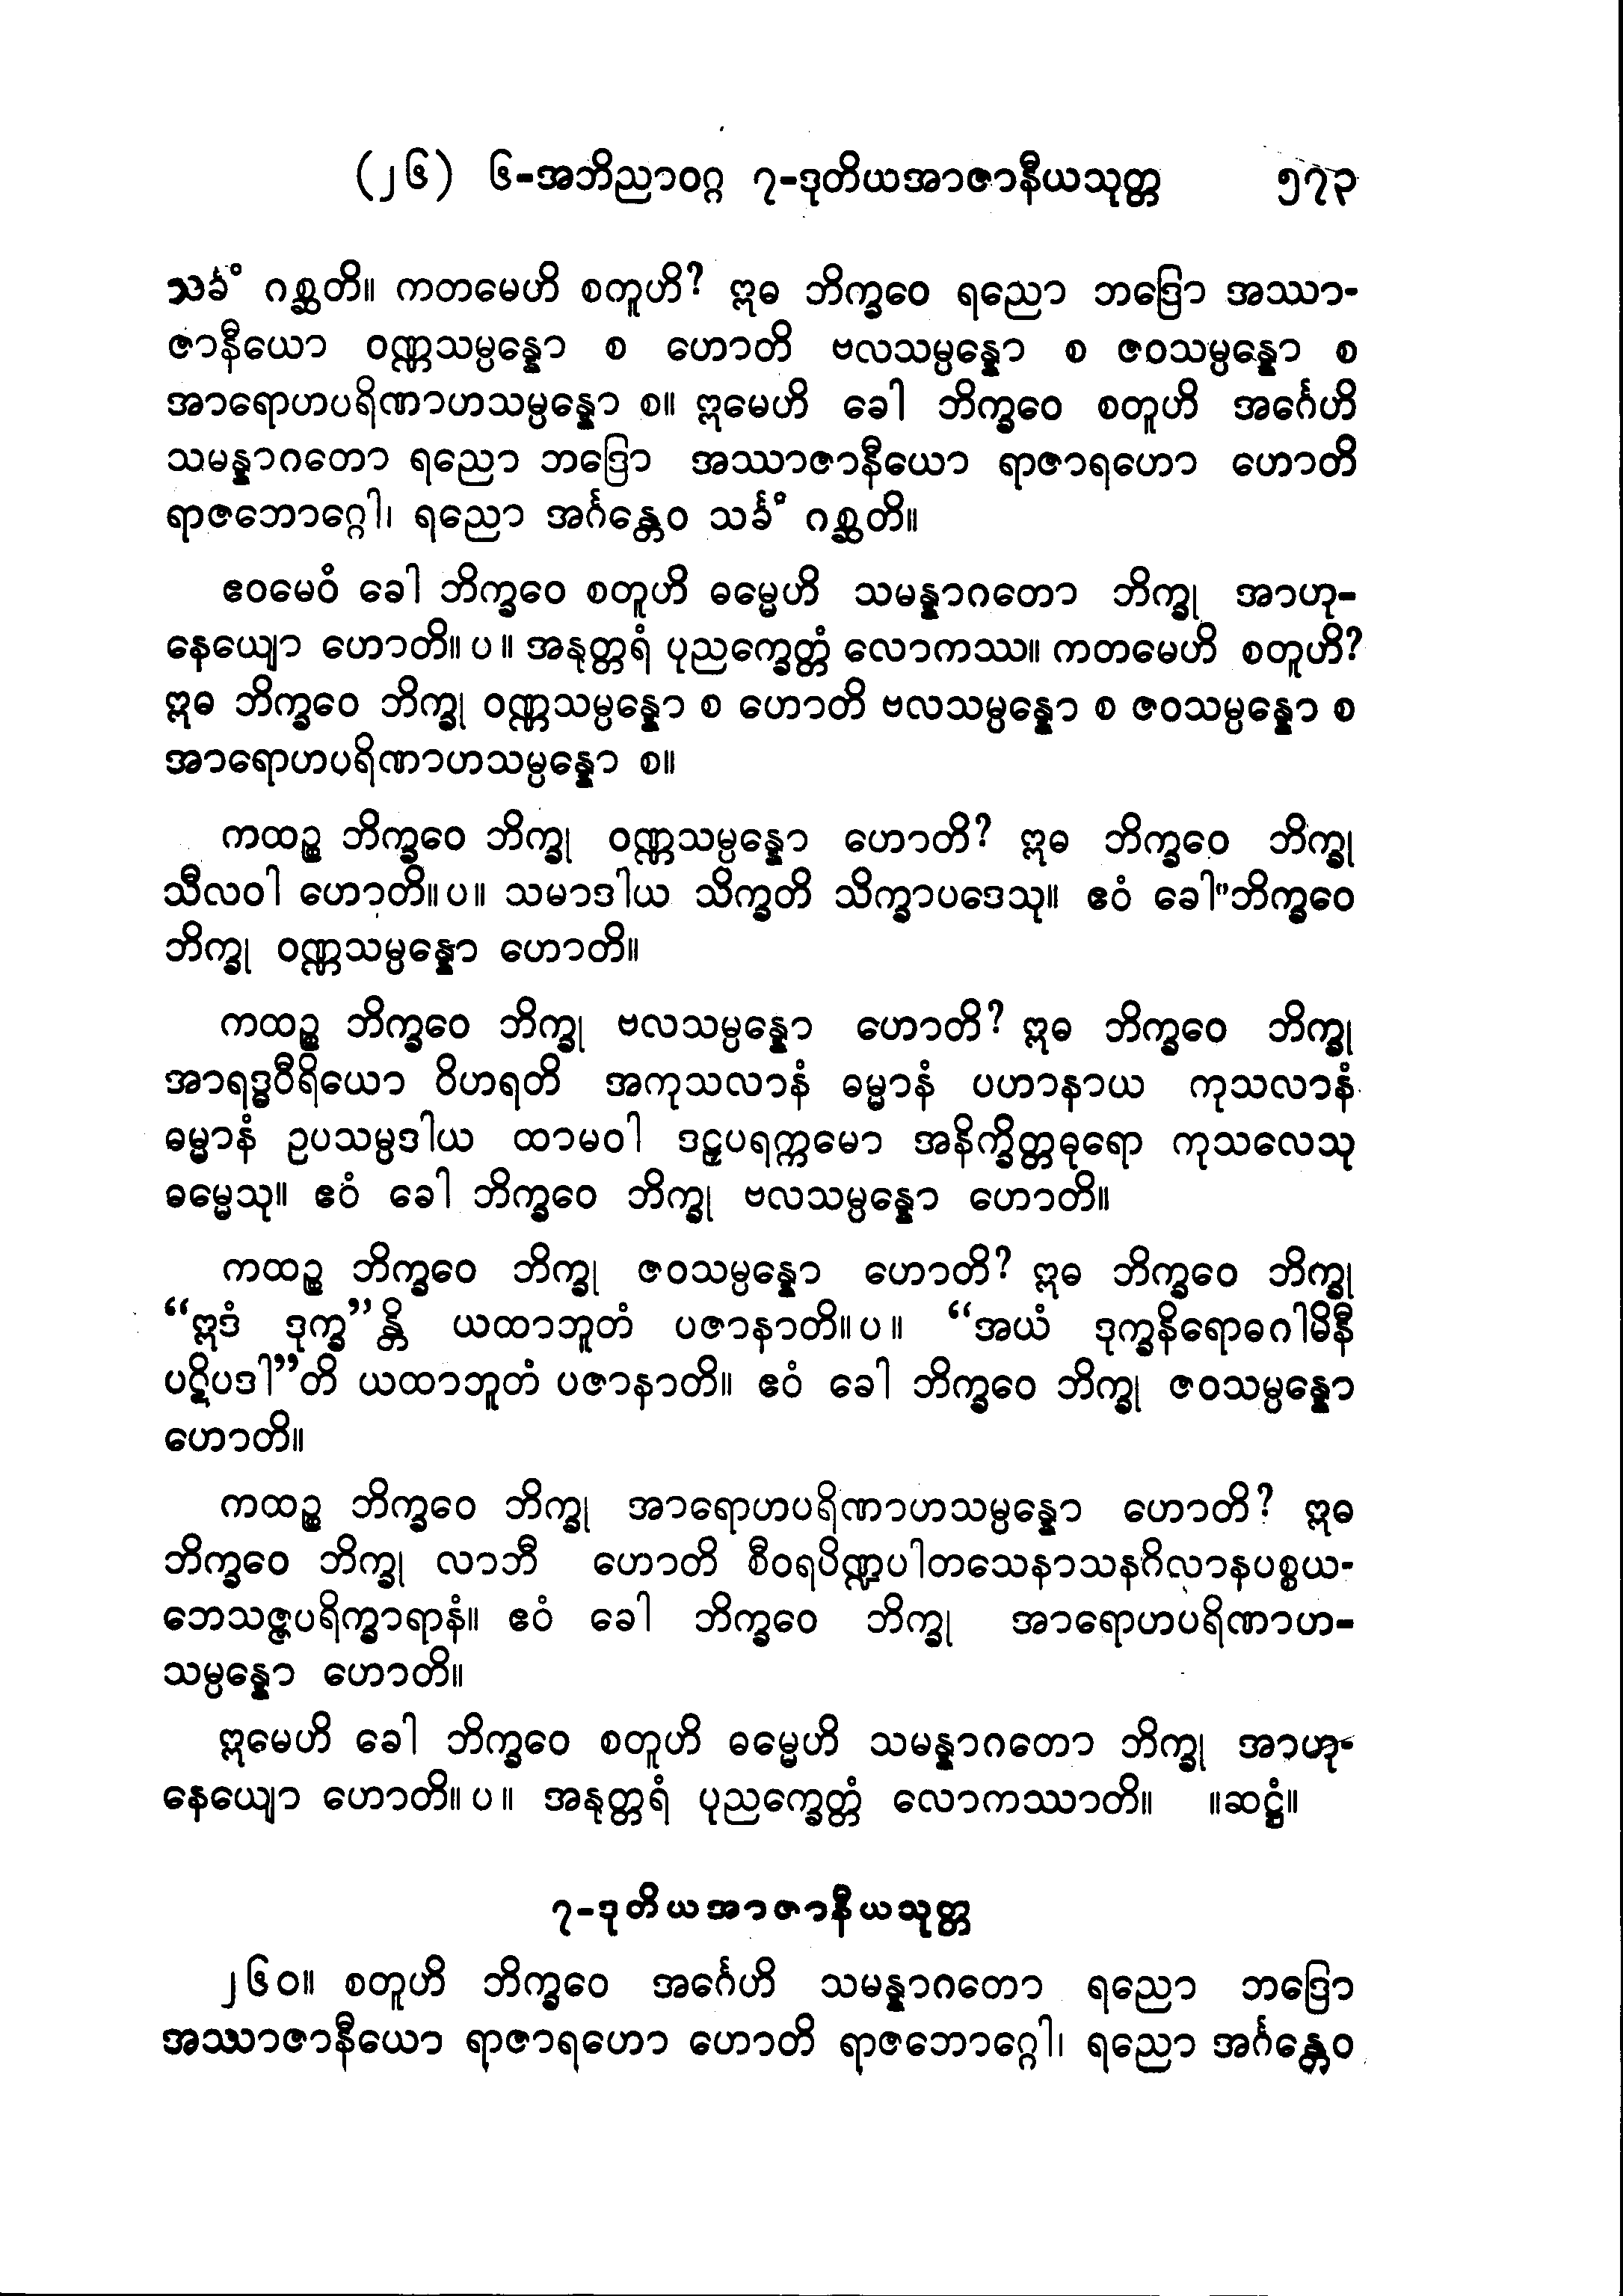 (၂၆) ၆-အဘိညာဝဂ္ဂ ၇-ဒုတိယအာဇာနီယသုတ္တ ၅၇၃
သင်္ခံ ဂစ္ဆတိ။ ကတမေဟိ စတူဟိ? ဣဓ ဘိက္ခဝေ ရညော ဘဒြော အဿာ-
ဇာနီယော ဝဏ္ဏသမ္ပန္နော စ ဟောတိ ဗလသမ္ပန္နော စ ဇဝသမ္ပန္နော စ
အာရောဟပရိဏာဟသမ္ပန္နော စ။ ဣမေဟိ ခေါ ဘိက္ခဝေ စတူဟိ အင်္ဂေဟိ
သမန္နာဂတော ရညော ဘဒြော အဿာဇာနီယော ရာဇာရဟော ဟောတိ
ရာဇဘောဂ္ဂေါ၊ ရညော အင်္ဂန္တေဝ သင်္ခံ ဂစ္ဆတိ။
ဧဝမေဝံ ခေါ ဘိက္ခဝေ စတူဟိ ဓမ္မေဟိ သမန္နာဂတော ဘိက္ခု အာဟု-
နေယျော ဟောတိ။ပ။ အနုတ္တရံ ပုညက္ခေတ္တံ လောကဿ။ ကတမေဟိ စတူဟိ?
ဣဓ ဘိက္ခဝေ ဘိက္ခု ဝဏ္ဏသမ္ပန္နော စ ဟောတိ ဗလသမ္ပန္နော စ ဇဝသမ္ပန္နော စ
အာရောဟပရိဏာဟသမ္ပန္နော စ။
ကထဉ္စ ဘိက္ခဝေ ဘိက္ခု ဝဏ္ဏသမ္ပန္နော ဟောတိ? ဣဓ ဘိက္ခဝေ ဘိက္ခု
သီလဝါ ဟောတိ။ပ။ သမာဒါယ သိက္ခတိ သိက္ခာပဒေသု။ ဧဝံ ခေါ ဘိက္ခဝေ
ဘိက္ခု ဝဏ္ဏသမ္ပန္နော ဟောတိ။
ကထဉ္စ ဘိက္ခဝေ ဘိက္ခု ဗလသမ္ပန္နော ဟောတိ? ဣဓ ဘိက္ခဝေ ဘိက္ခု
အာရဒ္ဓဝီရိယော ဝိဟရတိ အကုသလာနံ ဓမ္မာနံ ပဟာနာယ ကုသလာနံ
ဓမ္မာနံ ဥပသမ္ပဒါယ ထာမဝါ ဒဠှပရက္ကမော အနိက္ခိတ္တဓုရော ကုသလေသု
ဓမ္မေသု။ ဧဝံ ခေါ ဘိက္ခဝေ ဘိက္ခု ဗလသမ္ပန္နော ဟောတိ။
ကထဉ္စ ဘိက္ခဝေ ဘိက္ခု ဇဝသမ္ပန္နော ဟောတိ? ဣဓ ဘိက္ခဝေ ဘိက္ခု
“ဣဒံ ဒုက္ခ”န္တိ ယထာဘူတံ ပဇာနာတိ။ပ။ “အယံ ဒုက္ခနိရောဓဂါမိနီ
ပဋိပဒါ”တိ ယထာဘူတံ ပဇာနာတိ။ ဧဝံ ခေါ ဘိက္ခဝေ ဘိက္ခု ဇဝသမ္ပန္နော
ဟောတိ။
ကထဉ္စ ဘိက္ခဝေ ဘိက္ခု အာရောဟပရိဏာဟသမ္ပန္နော ဟောတိ? ဣဓ
ဘိက္ခဝေ ဘိက္ခု လာဘီ ဟောတိ စီဝရပိဏ္ဍပါတသေနာသနဂိလာနပစ္စယ-
ဘေသဇ္ဇပရိက္ခာရာနံ။ ဧဝံ ခေါ ဘိက္ခဝေ ဘိက္ခု အာရောဟပရိဏာဟ-
သမ္ပန္နော ဟောတိ။
ဣမေဟိ ခေါ ဘိက္ခဝေ စတူဟိ ဓမ္မေဟိ သမန္နာဂတော ဘိက္ခု အာဟု-
နေယျော ဟောတိ။ပ။ အနုတ္တရံ ပုညက္ခေတ္တံ လောကဿာတိ။ ။ဆဋ္ဌံ။
၇-ဒုတိယအာဇာနီယသုတ္တ
၂၆၀။ စတူဟိ ဘိက္ခဝေ အင်္ဂေဟိ သမန္နာဂတော ရညော ဘဒြော
အဿာဇာနီယော ရာဇာရဟော ဟောတိ ရာဇဘောဂ္ဂေါ၊ ရညော အင်္ဂန္တေဝ